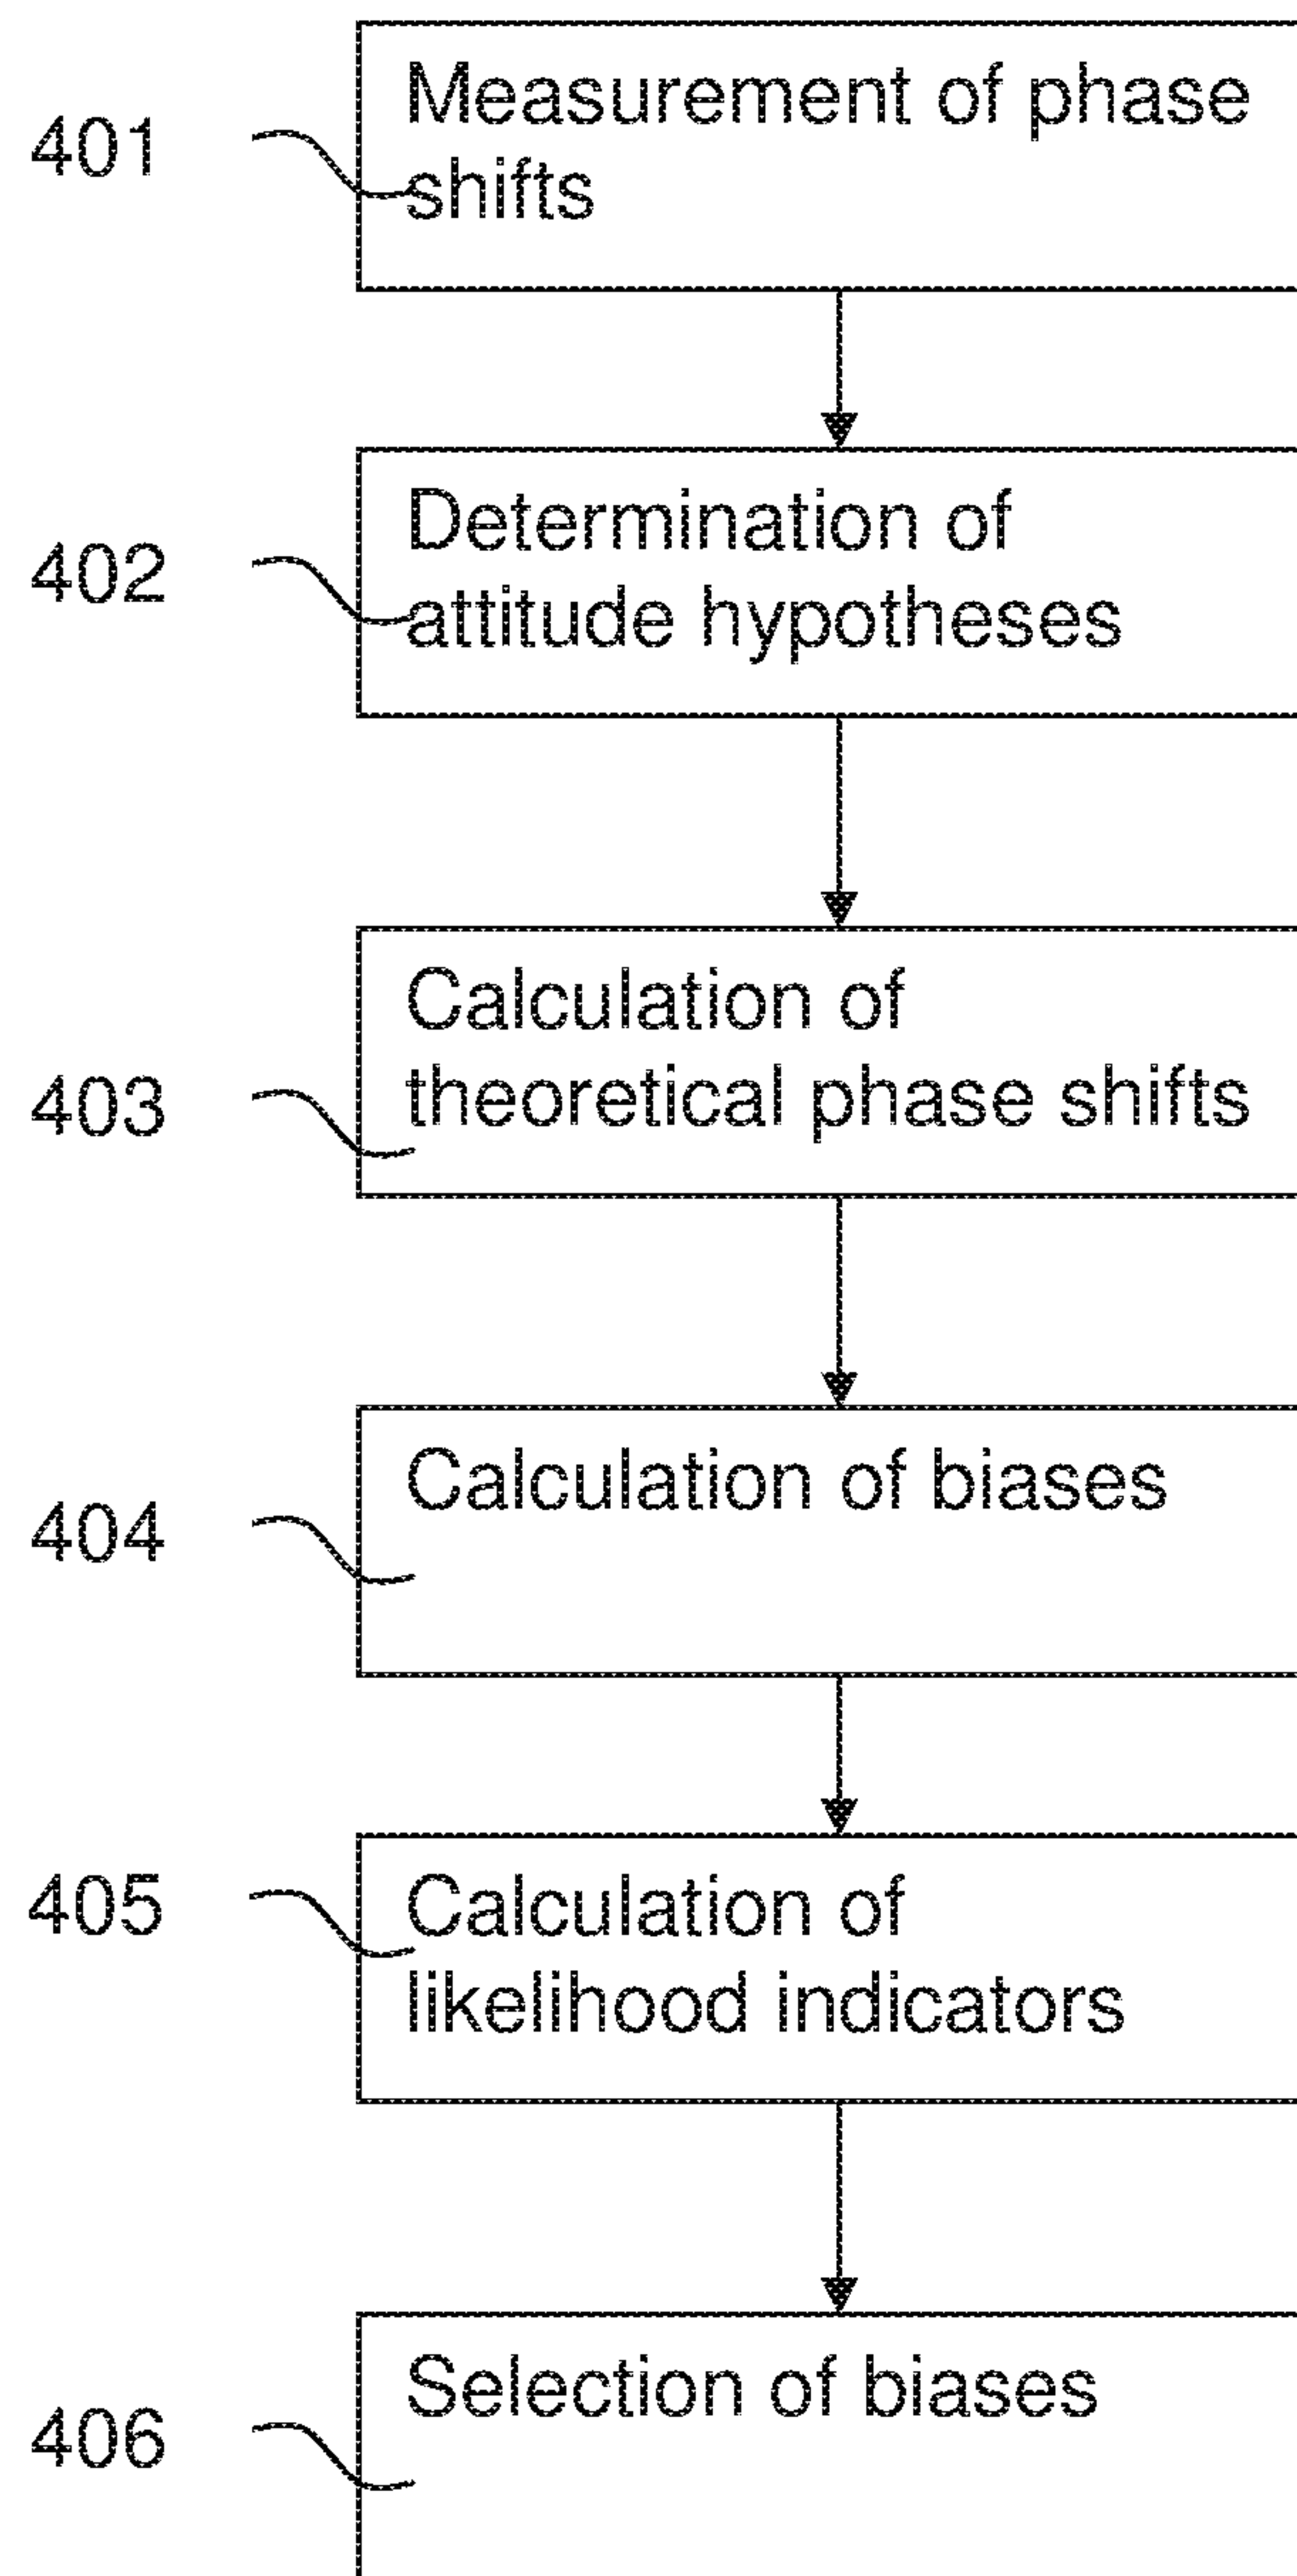 401
Measurement of phase
shifts
402
Determination of
attitude hypotheses
403
Calculation of
theoretical phase shifts
404
Calculation of biases
405
Calculation of
likelihood indicators
406
Selection of biases